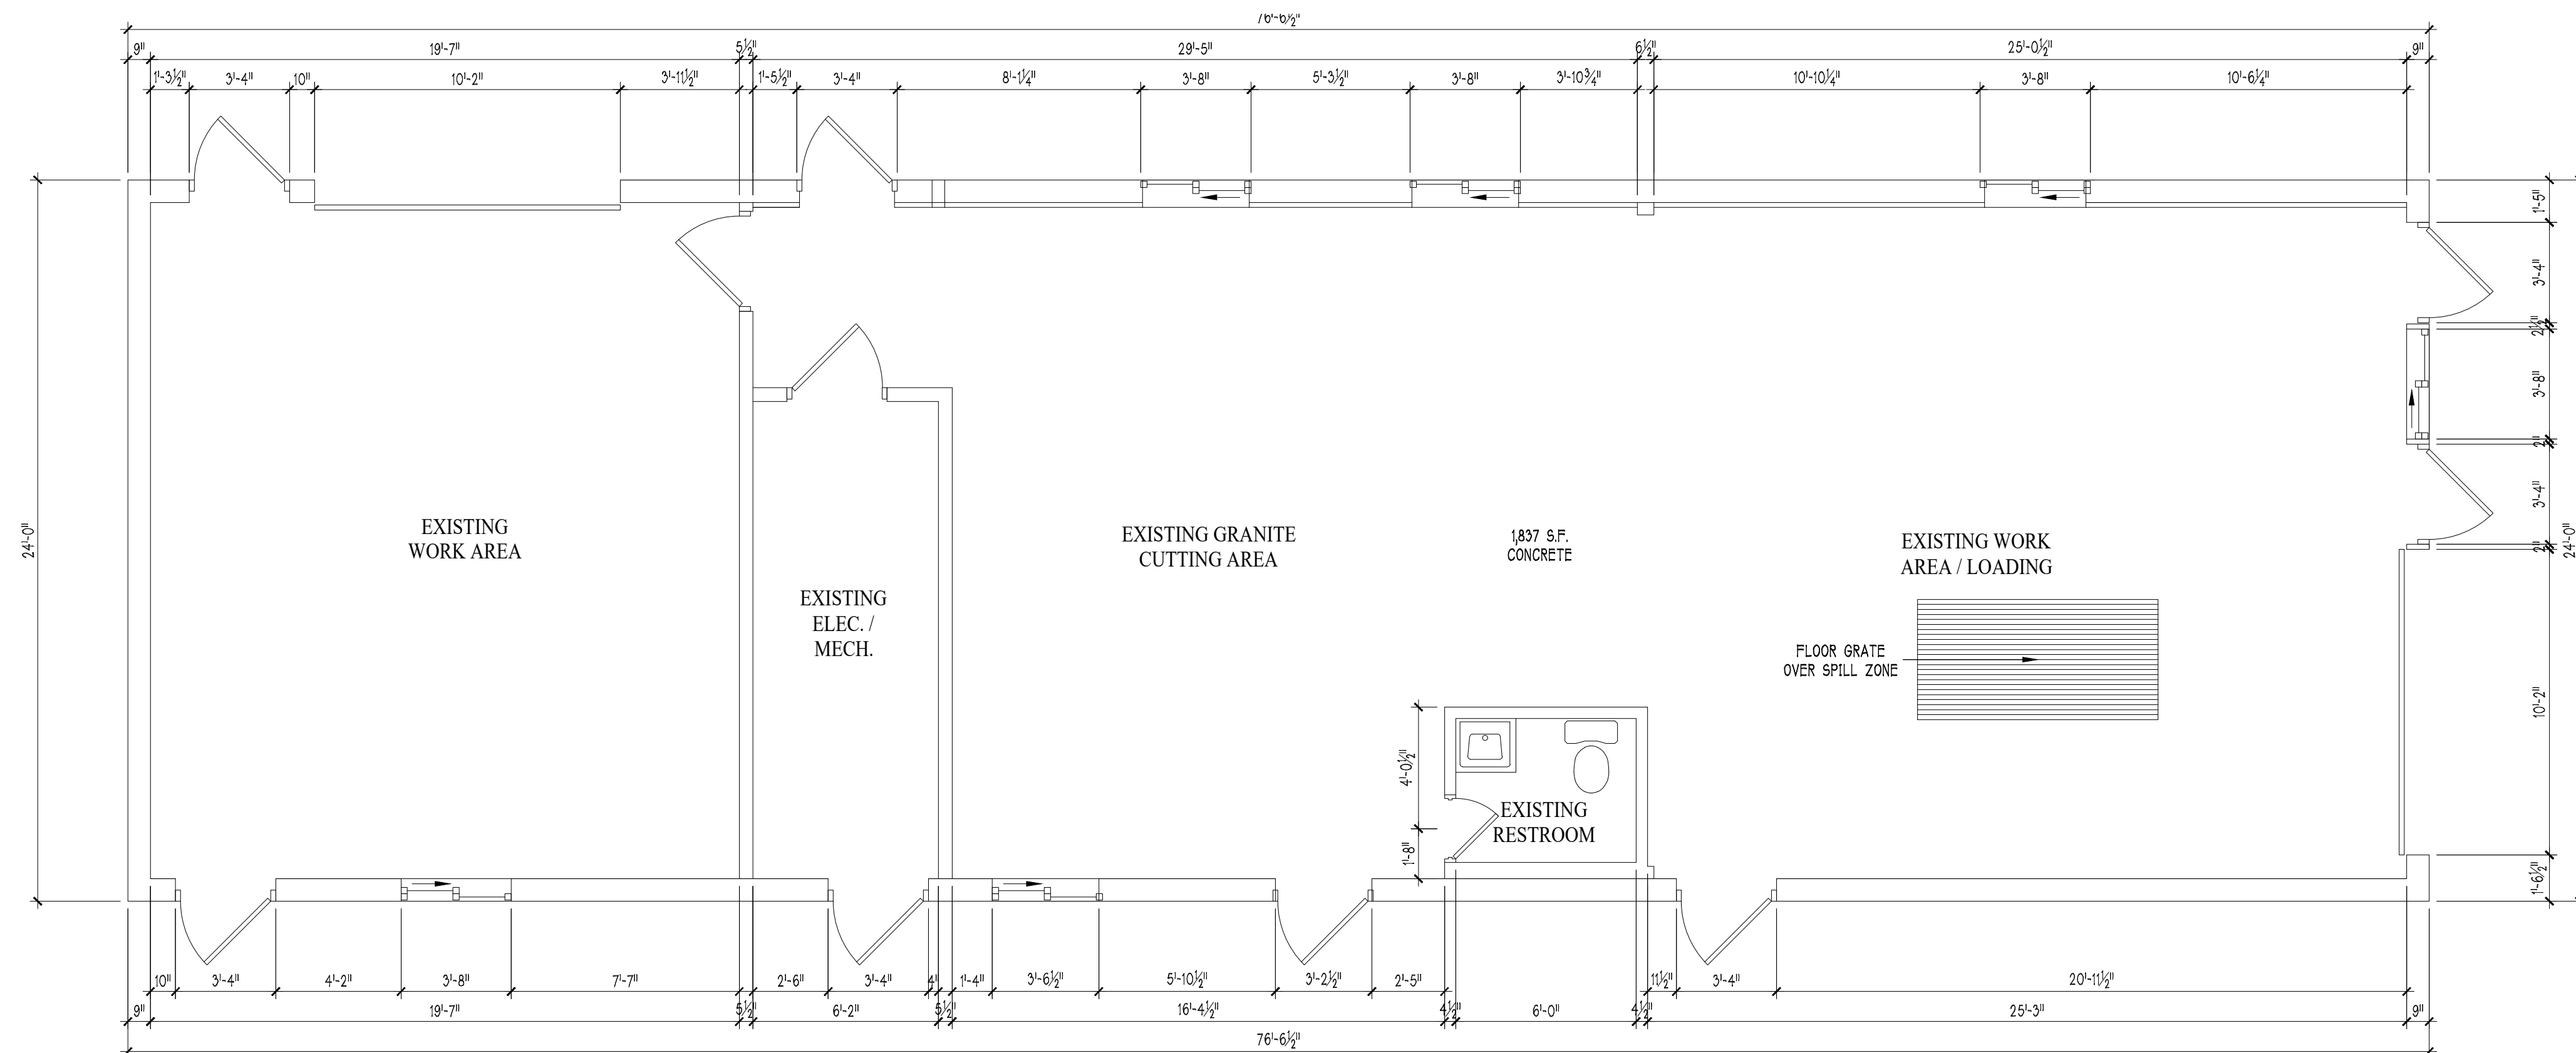 76'-6½"
9" 19'-7" 5½" 29'-5" 6½" 25'-0½" 9"
1'-3½" 3'-4" 10" 10'-2" 3'-11½" 1'-5½" 3'-4" 8'-1¼" 3'-8" 5'-3½" 3'-8" 3'-10¾" 10'-10¼" 3'-8" 10'-6¼"
1'-5"
3'-4"
2½"
3'-8"
2"
3'-4"
2"
24'-0"
10'-2"
1'-6½"
24'-0"
EXISTING
WORK AREA
EXISTING
ELEC. /
MECH.
EXISTING GRANITE
CUTTING AREA
1,837 S.F.
CONCRETE
EXISTING WORK
AREA / LOADING
FLOOR GRATE
OVER SPILL ZONE
4'-0½"
1'-8"
EXISTING
RESTROOM
10" 3'-4" 4'-2" 3'-8" 7'-7" 2'-6" 3'-4" 4" 1'-4" 3'-6½" 5'-10½" 3'-2½" 2'-5" 11½" 3'-4" 20'-11½"
9" 19'-7" 5½" 6'-2" 5½" 16'-4½" 4½" 6'-0" 4½" 25'-3" 9"
76'-6½"